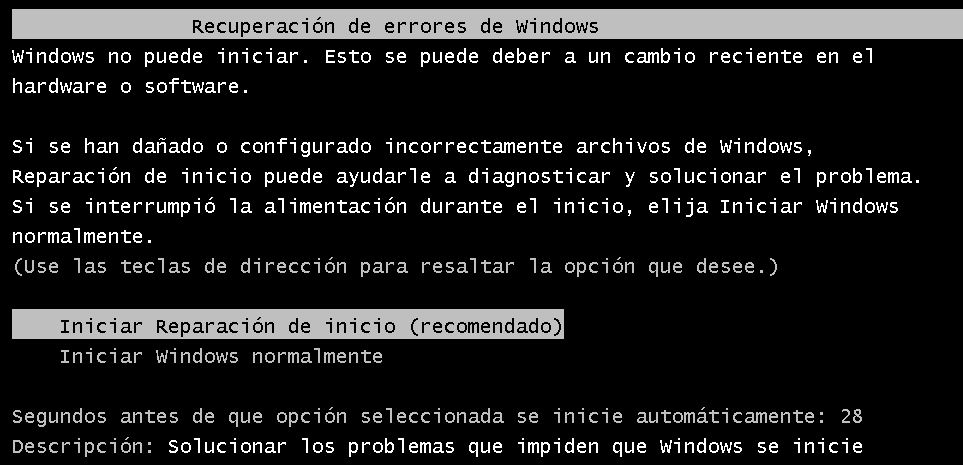 Recuperación de errores de Windows
Windows no puede iniciar. Esto se puede deber a un cambio reciente en el
hardware o software.
Si se han dañado o configurado incorrectamente archivos de Windows,
Reparación de inicio puede ayudarle a diagnosticar y solucionar el problema.
Si se interrumpió la alimentación durante el inicio, elija Iniciar Windows
normalmente.
(Use las teclas de dirección para resaltar la opción que desee.)
Iniciar Reparación de inicio (recomendado)
Iniciar Windows normalmente
Segundos antes de que opción seleccionada se inicie automáticamente: 28
Descripción: Solucionar los problemas que impiden que Windows se inicie